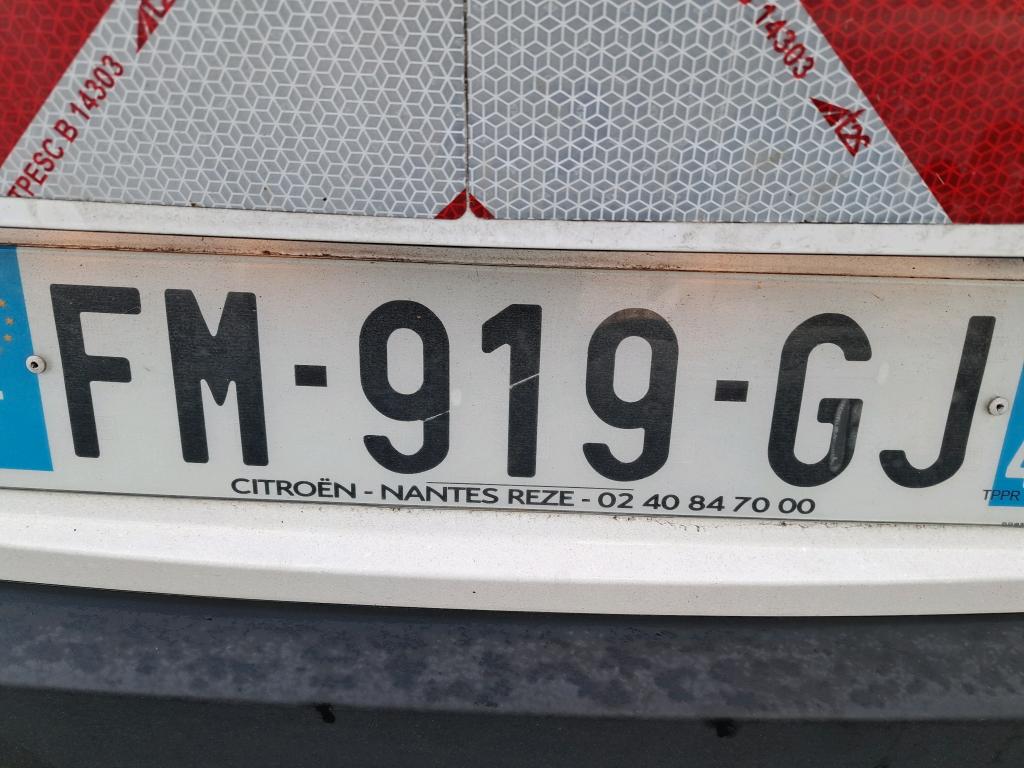 TPESC B 14303
14303
FM-919-GJ
CITROËN - NANTES REZE - 02 40 84 70 00
TPPR